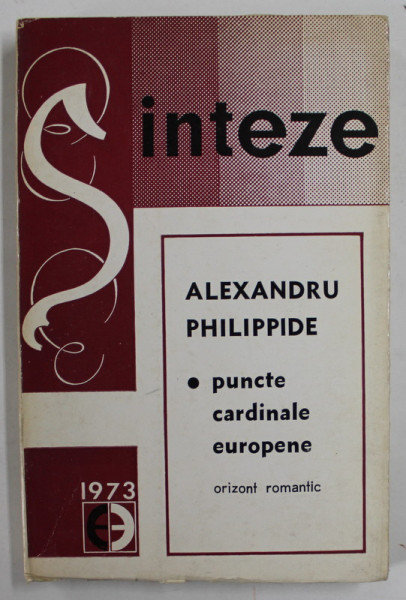 Sinteze
ALEXANDRU
PHILIPPIDE
• puncte
cardinale
europene
orizont romantic
1973